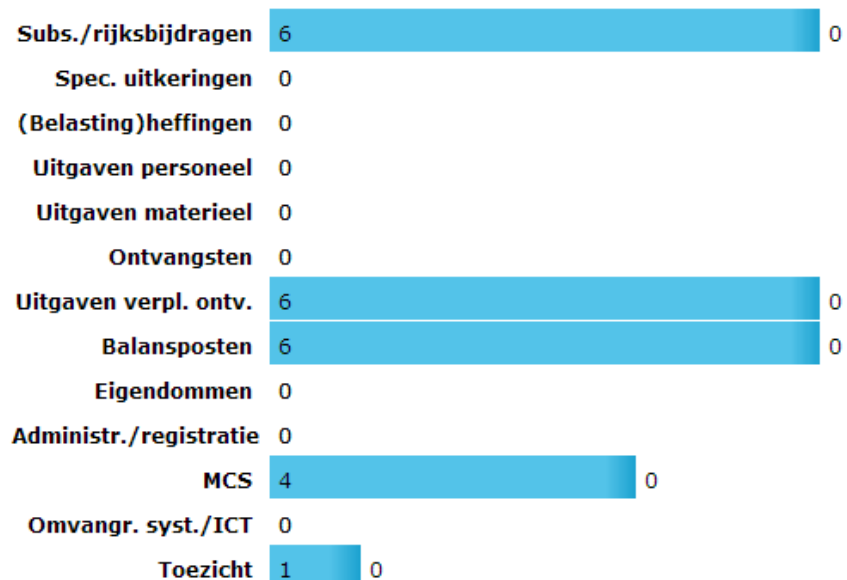 Subs./rijksbijdragen 6 0
Spec. uitkeringen 0
(Belasting)heffingen 0
Uitgaven personeel 0
Uitgaven materieel 0
Ontvangsten 0
Uitgaven verpl. ontv. 6 0
Balansposten 6 0
Eigendommen 0
Administr./registratie 0
MCS 4 0
Omvangr. syst./ICT 0
Toezicht 1 0